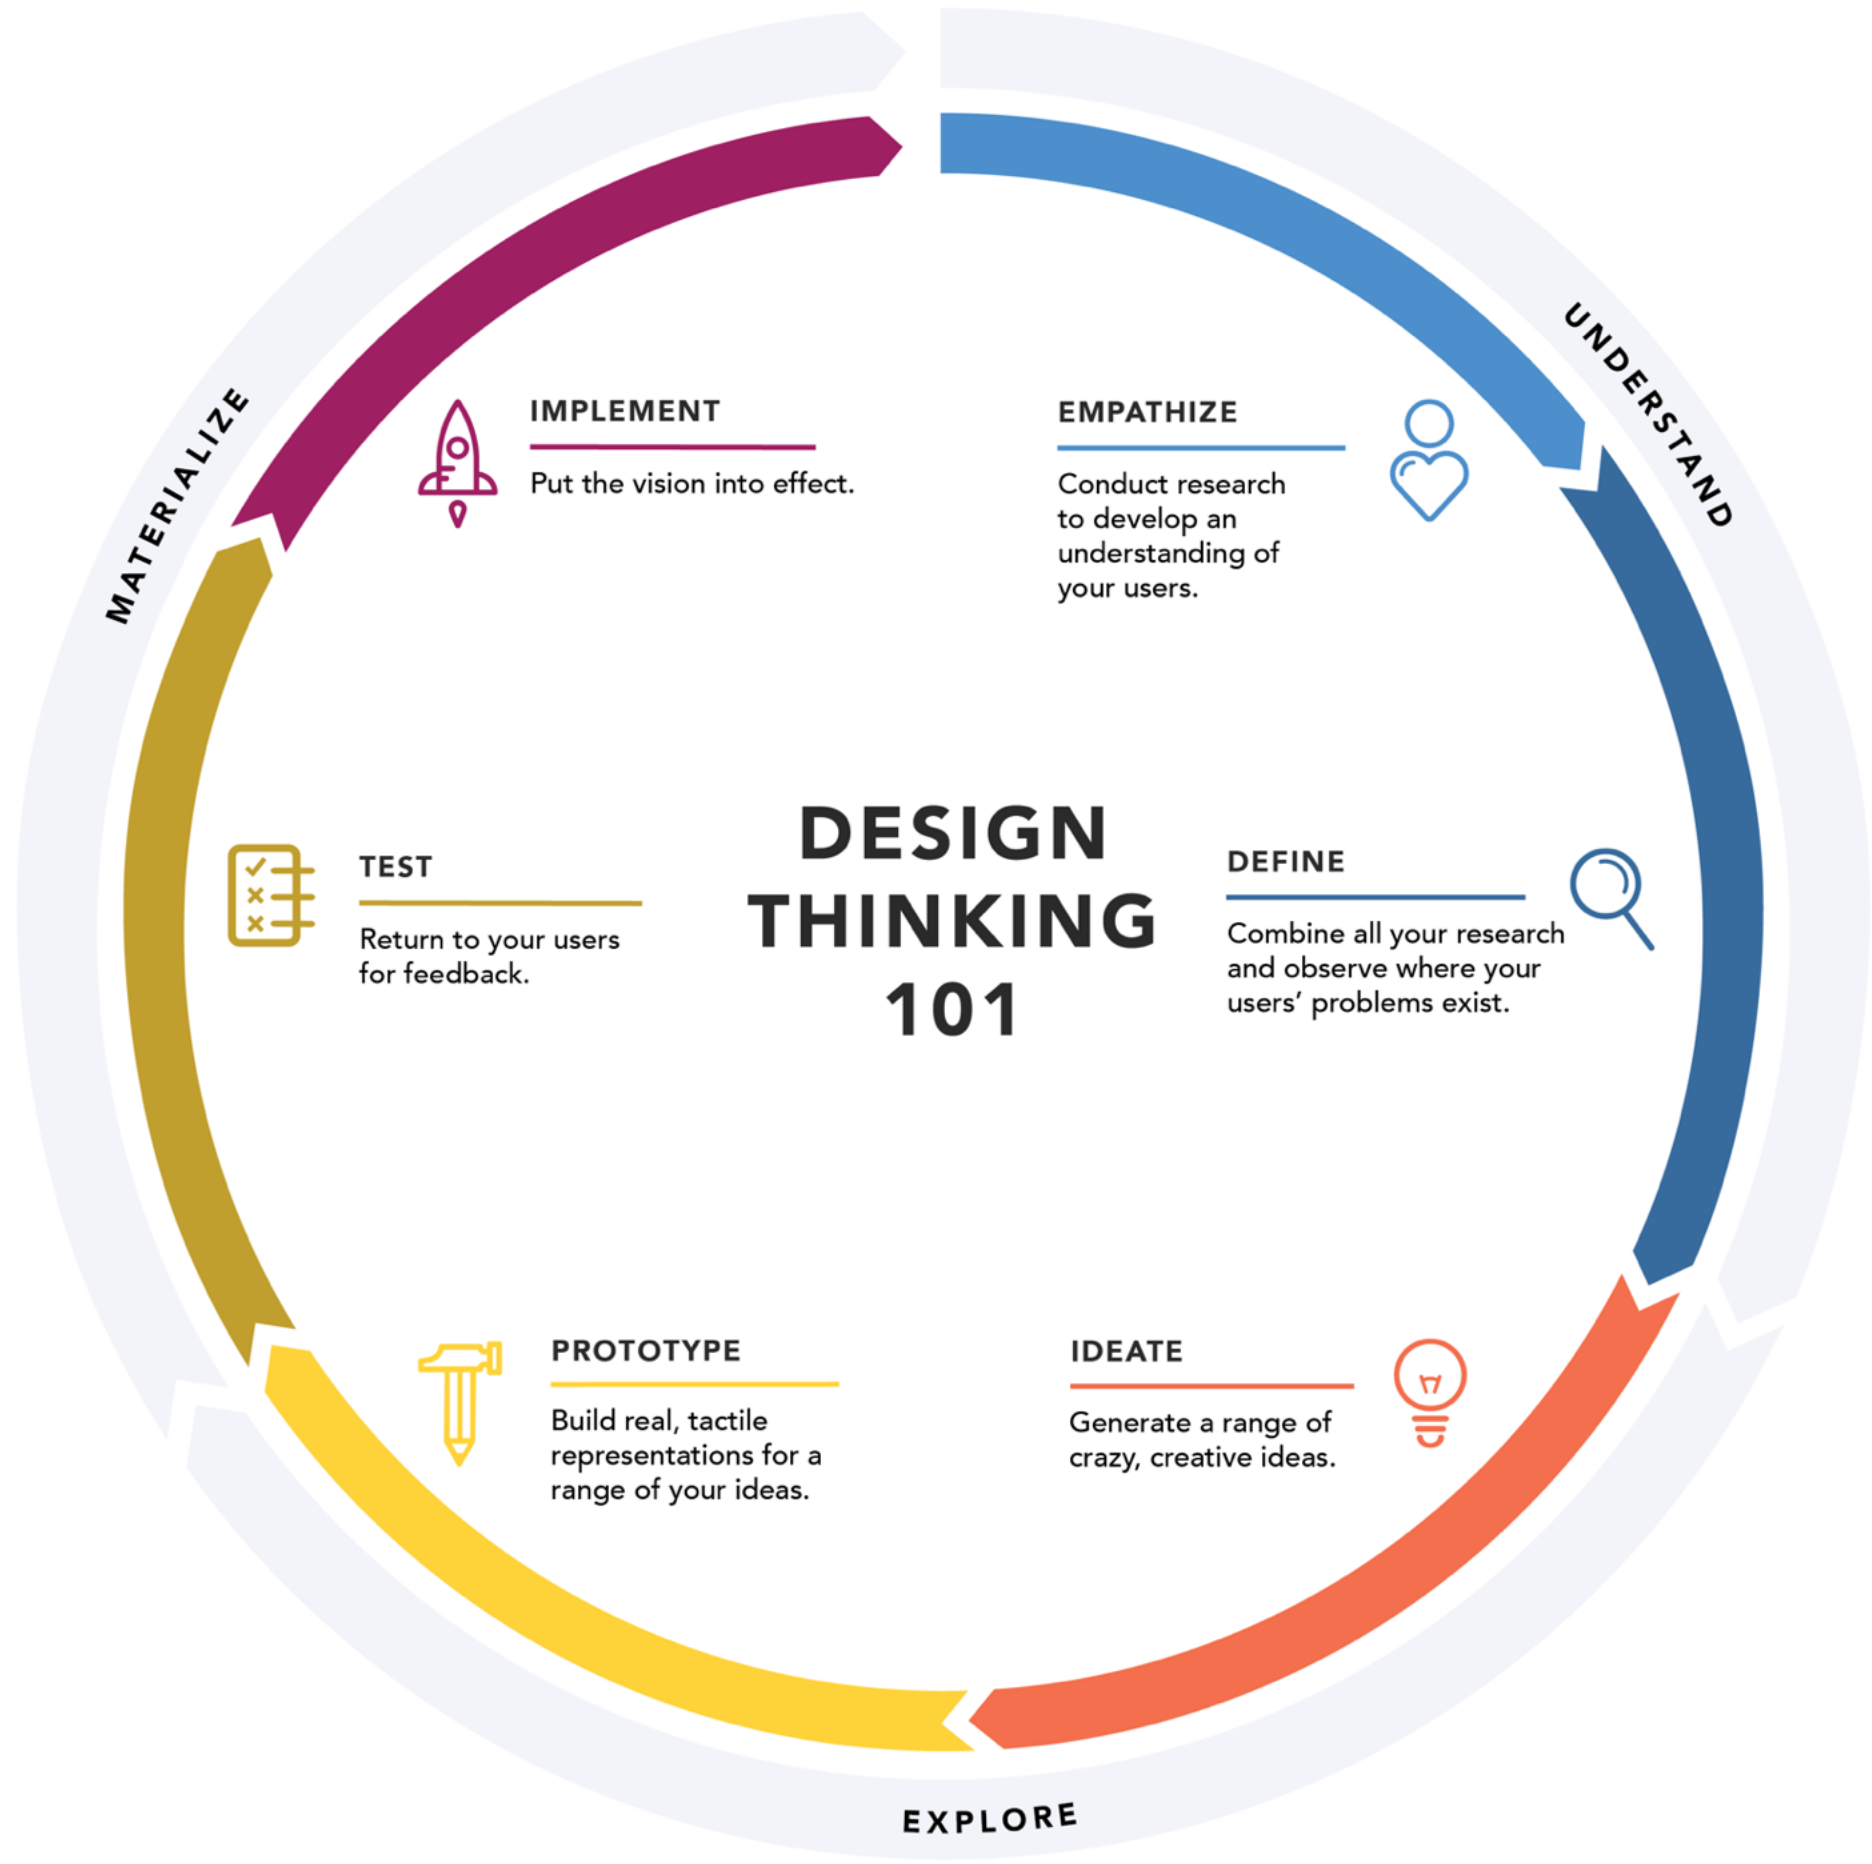 DESIGN
THINKING
101
UNDERSTAND
EMPATHIZE
Conduct research
to develop an
understanding of
your users.
DEFINE
Combine all your research
and observe where your
users’ problems exist.
EXPLORE
IDEATE
Generate a range of
crazy, creative ideas.
PROTOTYPE
Build real, tactile
representations for a
range of your ideas.
MATERIALIZE
TEST
Return to your users
for feedback.
IMPLEMENT
Put the vision into effect.